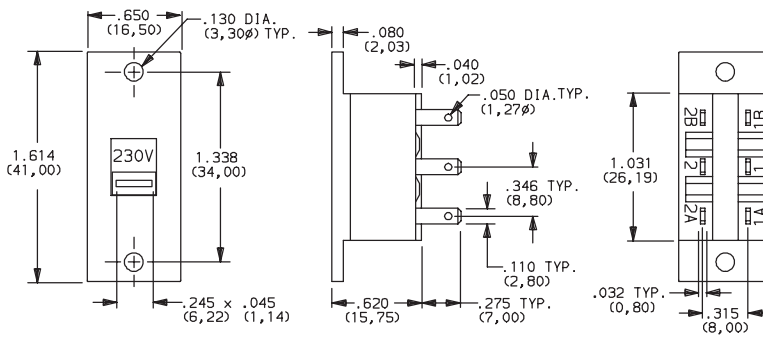 .650
(16,50)
.130 DIA.
(3,30ø) TYP.
1.614
(41,00)
230V
1.338
(34,00)
.245 x .045
(6,22) (1,14)
.080
(2,03)
.040
(1,02)
.050 DIA.TYP.
(1,27ø)
.346 TYP.
(8,80)
.110 TYP.
(2,80)
.620
(15,75)
.275 TYP.
(7,00)
1.031
(26,19)
2B
1B
2
1
2A
1A
.032 TYP.
(0,80)
.315
(8,00)